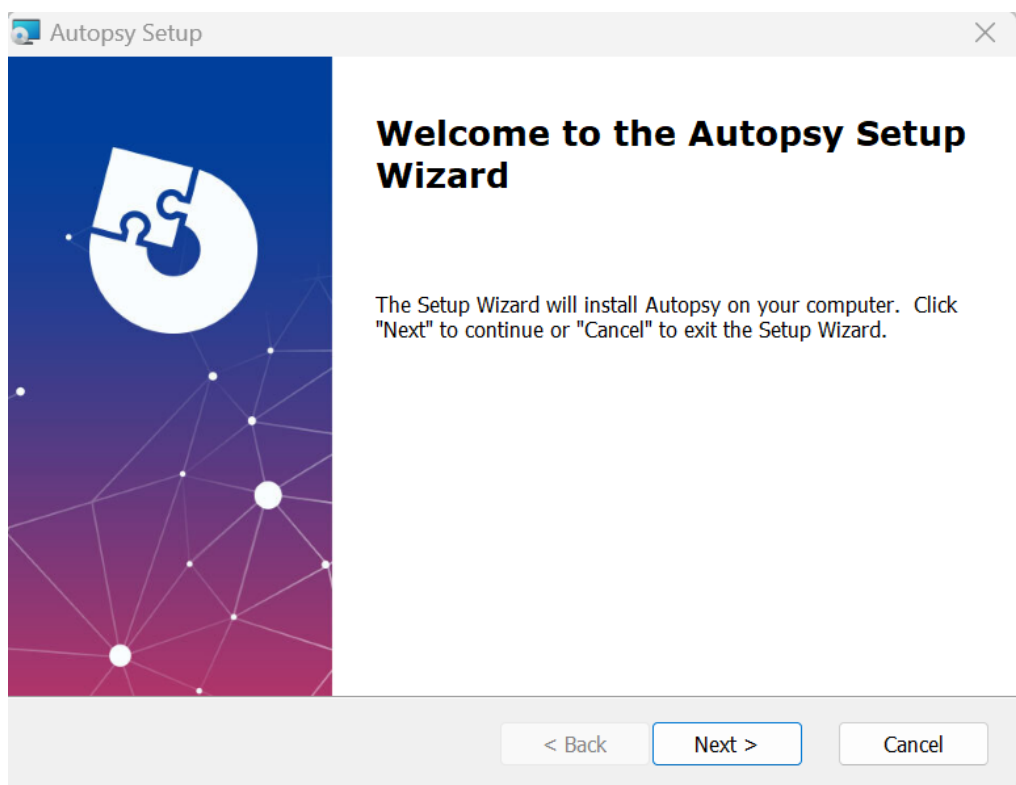 Autopsy Setup
Welcome to the Autopsy Setup
Wizard
The Setup Wizard will install Autopsy on your computer.  Click
"Next" to continue or "Cancel" to exit the Setup Wizard.
< Back
Next >
Cancel